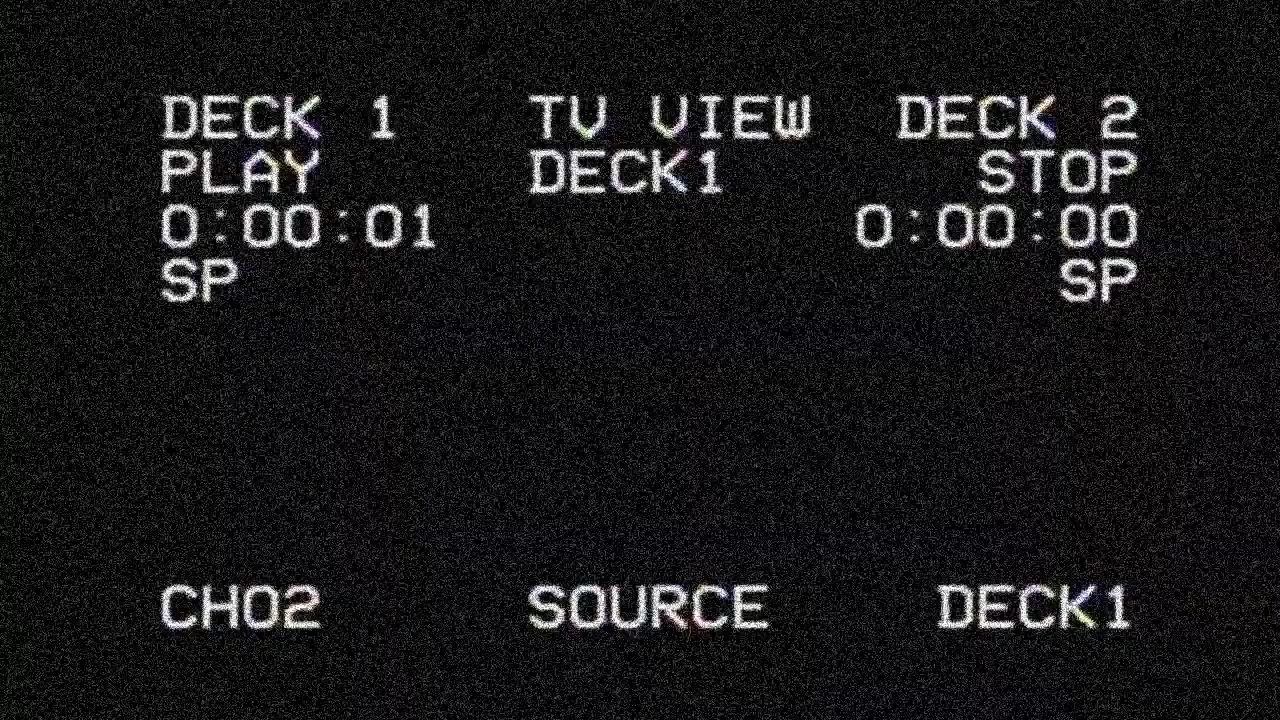 DECK 1 TV VIEW DECK 2
PLAY DECK1 STOP
0:00:01 0:00:00
SP SP
CH02 SOURCE DECK1